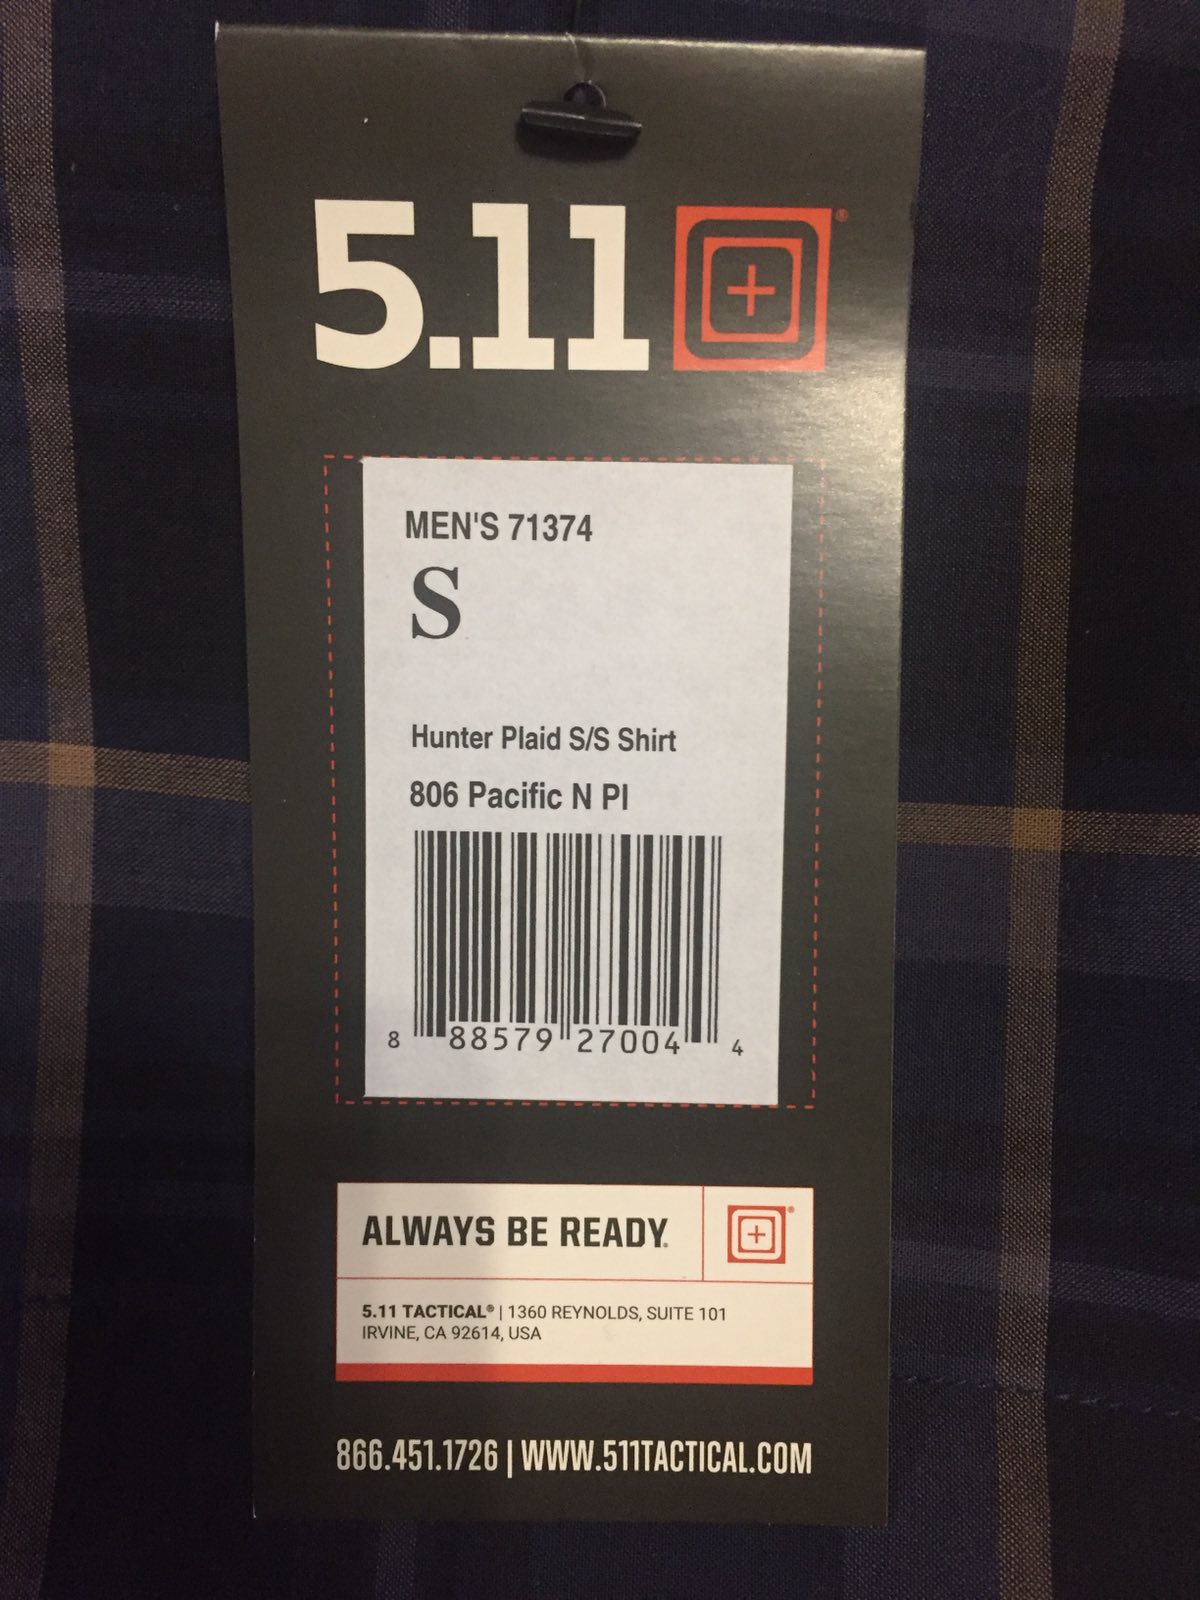 5.11®
MEN'S 71374
S
Hunter Plaid S/S Shirt
806 Pacific N Pl
8 88579 27004 4
ALWAYS BE READY.
®
5.11 TACTICAL® | 1360 REYNOLDS, SUITE 101
IRVINE, CA 92614, USA
866.451.1726 | WWW.511TACTICAL.COM